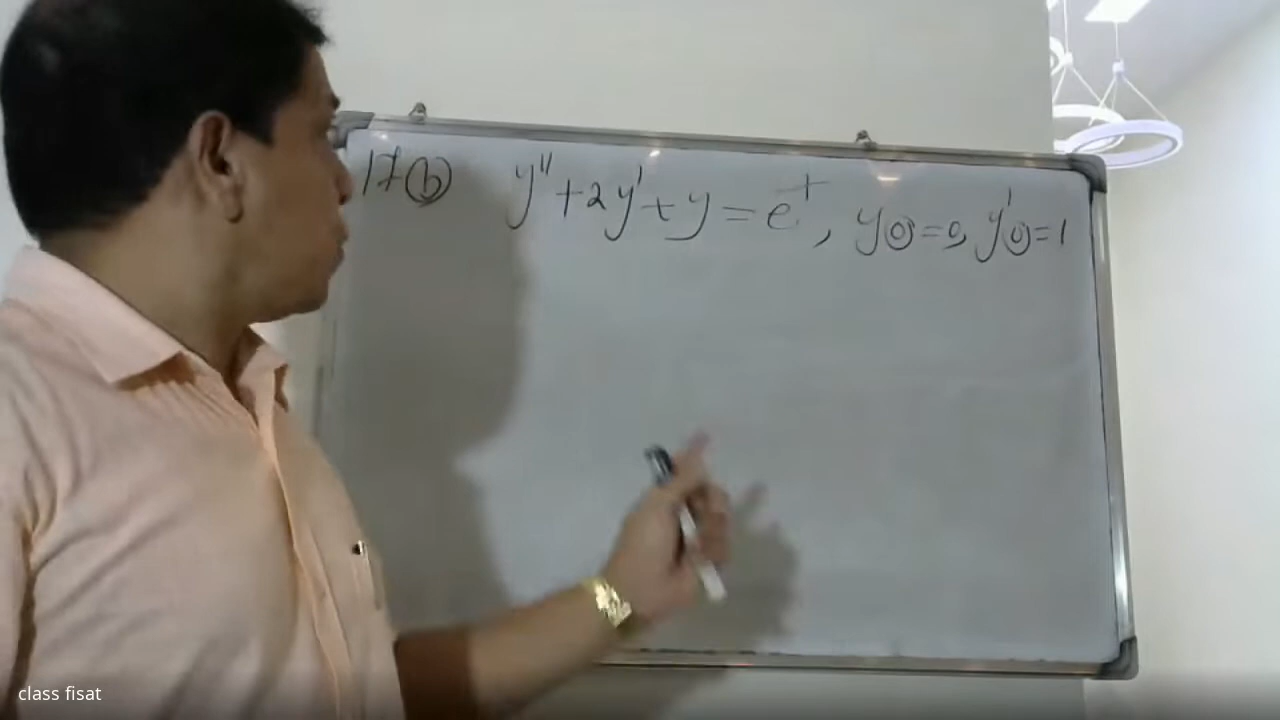 17(b) y'' + 2y' + y = e^t, y(0) = 0, y'(0) = 1
class fisat